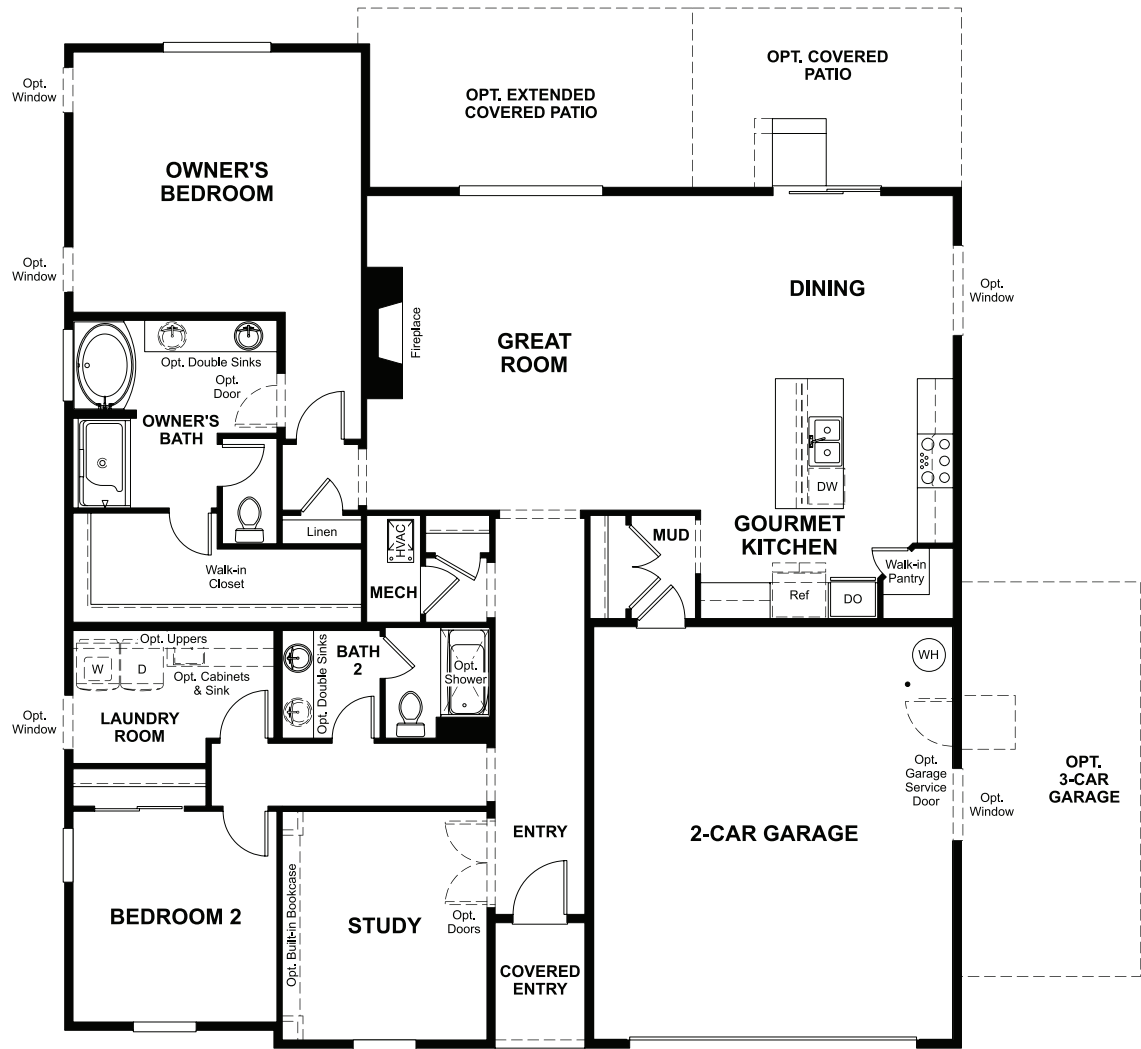 OPT. COVERED
PATIO
OPT. EXTENDED
COVERED PATIO
Opt.
Window
OWNER'S
BEDROOM
Opt.
Window
DINING
Opt.
Window
Fireplace
GREAT
ROOM
Opt. Double Sinks
Opt.
Door
OWNER'S
BATH
DW
GOURMET
KITCHEN
Linen
HVAC
MUD
Walk-in
Closet
MECH
Walk-in
Pantry
Ref
DO
Opt. Uppers
W
D
Opt. Cabinets
& Sink
Opt. Double Sinks
BATH
2
Opt.
Shower
WH
Opt.
Window
LAUNDRY
ROOM
Opt.
Garage
Service
Door
OPT.
3-CAR
GARAGE
Opt.
Window
ENTRY
2-CAR GARAGE
BEDROOM 2
Opt. Built-in Bookcase
STUDY
Opt.
Doors
COVERED
ENTRY